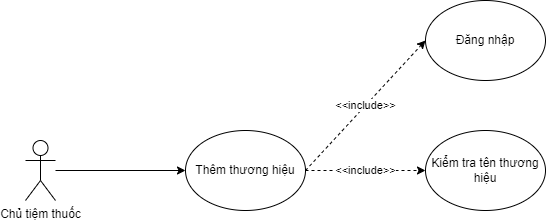 Đăng nhập
<<include>>
Thêm thương hiệu
<<include>>
Kiểm tra tên thương
hiệu
Chủ tiệm thuốc